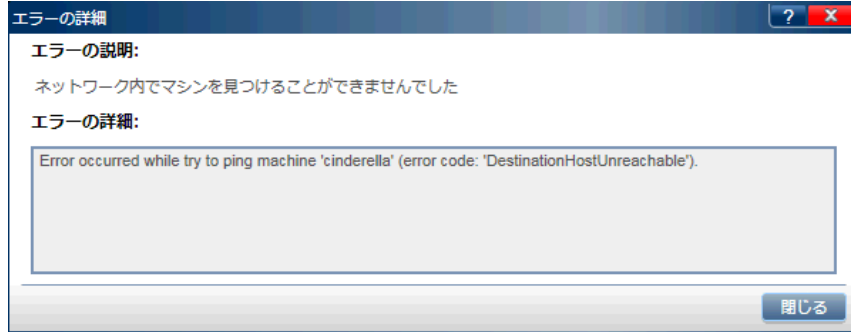 エラーの詳細
?
X
エラーの説明:
ネットワーク内でマシンを見つけることができませんでした
エラーの詳細:
Error occurred while try to ping machine 'cinderella' (error code: 'DestinationHostUnreachable').
閉じる